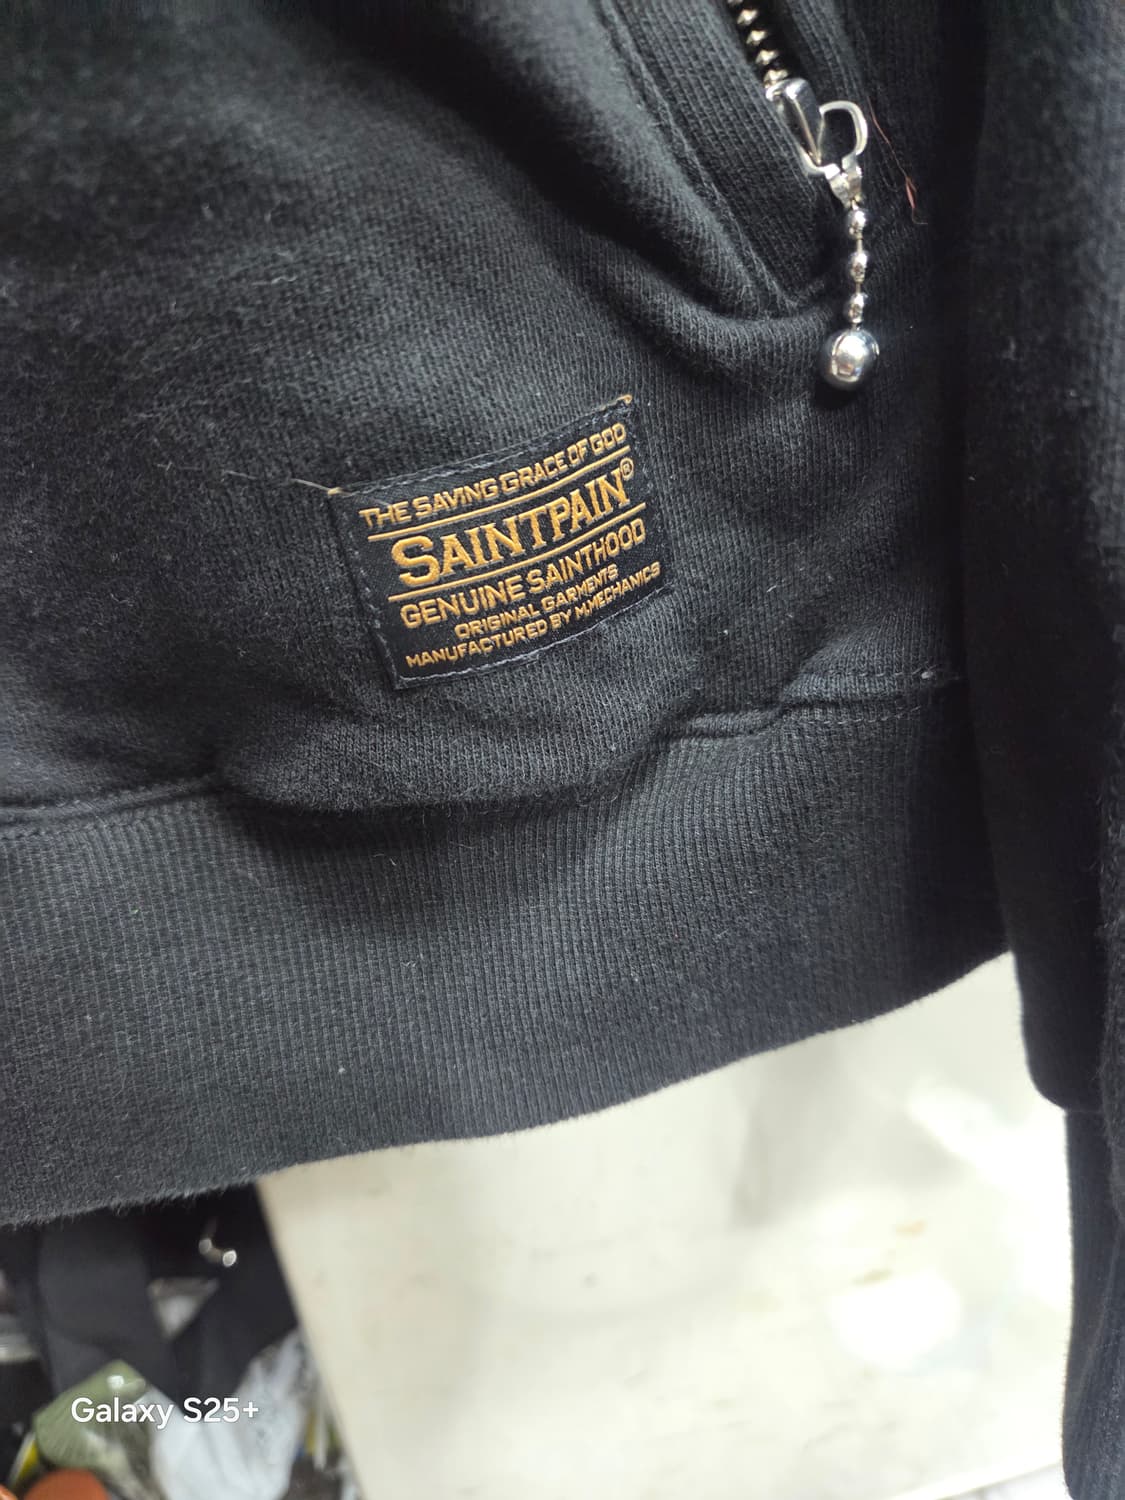 THE SAVING GRACE OF GOD
SAINTPAIN®
GENUINE SAINTHOOD
ORIGINAL GARMENTS
MANUFACTURED BY M.MECHANICS
Galaxy S25+